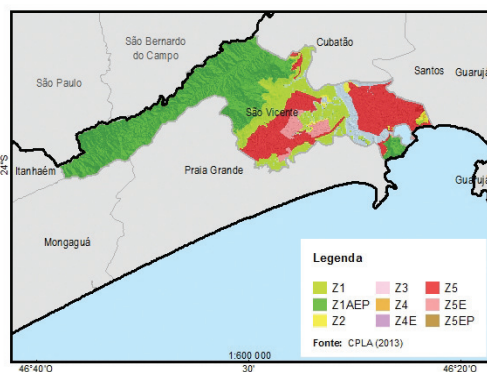 São Bernardo
do Campo
Cubatão
São Paulo
Santos
Guarujá
São Vicente
24°S
Itanhaém
Praia Grande
Guarujá
Mongaguá
Legenda
Z1 Z3 Z5
Z1AEP Z4 Z5E
Z2 Z4E Z5EP
Fonte: CPLA (2013)
1:600 000
46°40'O 30' 46°20'O